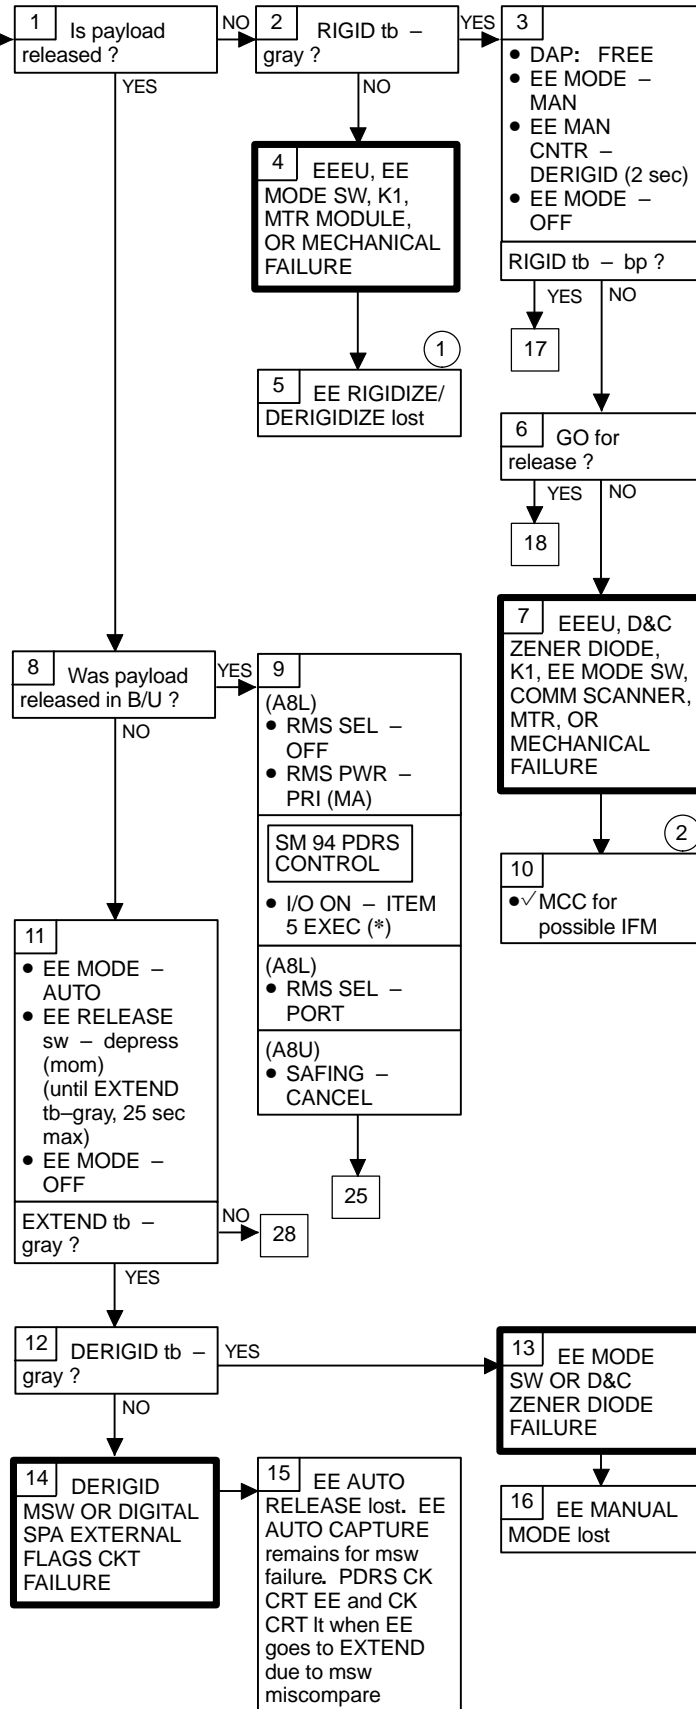 1 Is payload
released ?
NO
YES
2 RIGID tb –
gray ?
YES
NO
3
• DAP: FREE
• EE MODE –
MAN
• EE MAN
CNTR –
DERIGID (2 sec)
• EE MODE –
OFF
RIGID tb – bp ?
YES
NO
17
4 EEEU, EE
MODE SW, K1,
MTR MODULE,
OR MECHANICAL
FAILURE
1
5 EE RIGIDIZE/
DERIGIDIZE lost
6 GO for
release ?
YES
NO
18
7 EEEU, D&C
ZENER DIODE,
K1, EE MODE SW,
COMM SCANNER,
MTR, OR
MECHANICAL
FAILURE
2
10
•√MCC for
possible IFM
8 Was payload
released in B/U ?
YES
NO
9
(A8L)
• RMS SEL –
OFF
• RMS PWR –
PRI (MA)
SM 94 PDRS
CONTROL
• I/O ON – ITEM
5 EXEC (*)
(A8L)
• RMS SEL –
PORT
(A8U)
• SAFING –
CANCEL
25
11
• EE MODE –
AUTO
• EE RELEASE
sw – depress
(mom)
(until EXTEND
tb–gray, 25 sec
max)
• EE MODE –
OFF
EXTEND tb –
gray ?
NO
28
YES
12 DERIGID tb –
gray ?
YES
NO
13 EE MODE
SW OR D&C
ZENER DIODE
FAILURE
14 DERIGID
MSW OR DIGITAL
SPA EXTERNAL
FLAGS CKT
FAILURE
15 EE AUTO
RELEASE lost. EE
AUTO CAPTURE
remains for msw
failure. PDRS CK
CRT EE and CK
CRT lt when EE
goes to EXTEND
due to msw
miscompare
16 EE MANUAL
MODE lost